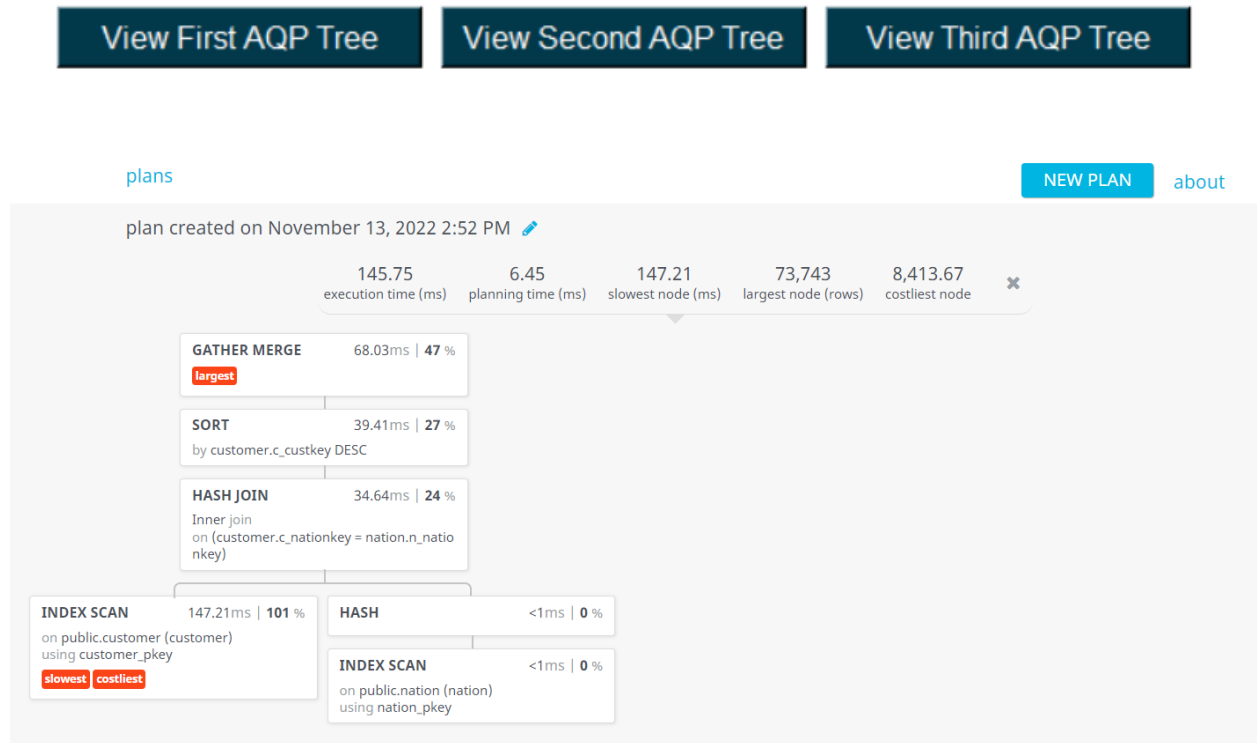 View First AQP Tree View Second AQP Tree View Third AQP Tree
plans NEW PLAN about
plan created on November 13, 2022 2:52 PM
145.75 6.45 147.21 73,743 8,413.67
execution time (ms) planning time (ms) slowest node (ms) largest node (rows) costliest node
GATHER MERGE 68.03ms | 47 %
largest
SORT 39.41ms | 27 %
by customer.c_custkey DESC
HASH JOIN 34.64ms | 24 %
Inner join
on (customer.c_nationkey = nation.n_natio
nkey)
INDEX SCAN 147.21ms | 101 %
on public.customer (customer)
using customer_pkey
slowest costliest
HASH <1ms | 0 %
INDEX SCAN <1ms | 0 %
on public.nation (nation)
using nation_pkey